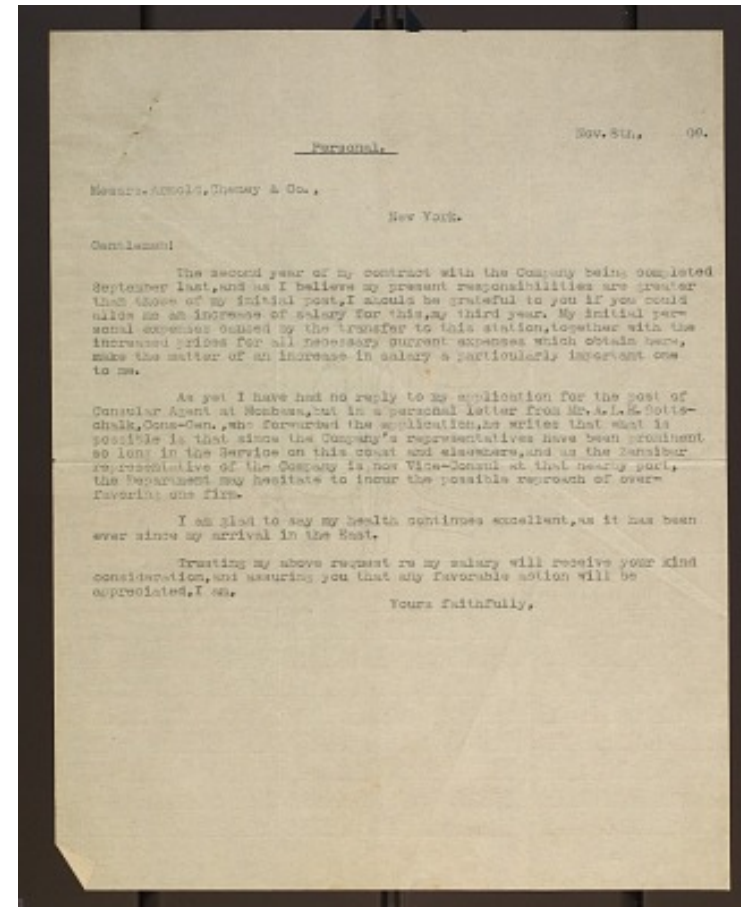 Nov. 8th, 09.
Personal.
Messrs. Arnold, Cheney & Co.,
New York.
Gentlemen:
The second year of my contract with the Company being completed
September last,and as I believe my present responsibilities are greater
than those of my initial post,I should be grateful to you if you could
allow me an increase of salary for this,my third year. My initial per-
sonal expenses caused by the transfer to this station,together with the
increased prices for all necessary current expenses which obtain here,
make the matter of an increase in salary a particularly important one
to me.
As yet I have had no reply to my application for the post of
Consular Agent at Mombasa,but in a personal letter from Mr.A.L.M.Gotts-
chalk,Cons-Gen.,who forwarded the application,he writes that what is
possible is that since the Company's representatives have been prominent
so long in the Service on this coast and elsewhere,and as the Zanzibar
representative of the Company is now Vice-Consul at that nearby port,
the Department may hesitate to incur the possible reproach of over-
favoring one firm.
I am glad to say my health continues excellent,as it has been
ever since my arrival in the East.
Trusting my above request re my salary will receive your kind
consideration,and assuring you that any favorable action will be
appreciated,I am,
Yours faithfully,